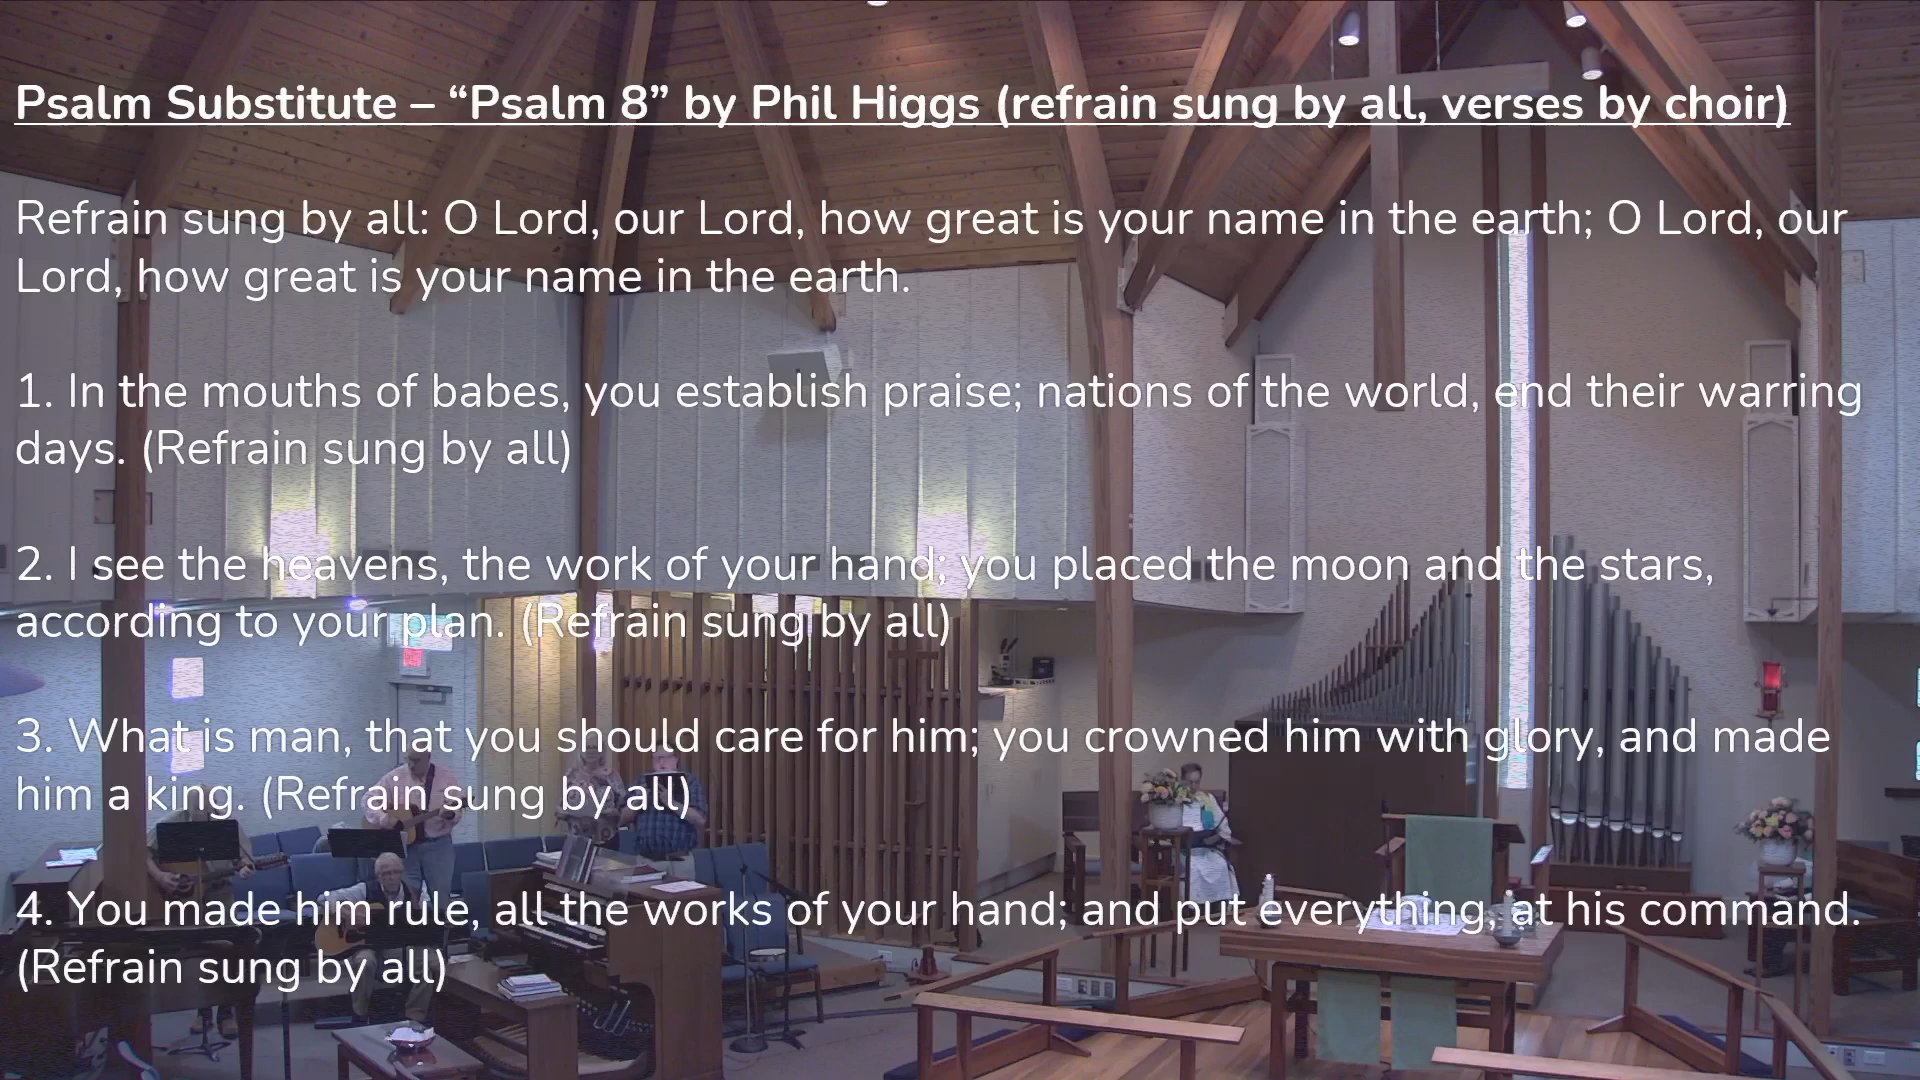 Psalm Substitute – “Psalm 8” by Phil Higgs (refrain sung by all, verses by choir)
Refrain sung by all: O Lord, our Lord, how great is your name in the earth; O Lord, our
Lord, how great is your name in the earth.
1. In the mouths of babes, you establish praise; nations of the world, end their warring
days. (Refrain sung by all)
2. I see the heavens, the work of your hand; you placed the moon and the stars,
according to your plan. (Refrain sung by all)
3. What is man, that you should care for him; you crowned him with glory, and made
him a king. (Refrain sung by all)
4. You made him rule, all the works of your hand; and put everything, at his command.
(Refrain sung by all)